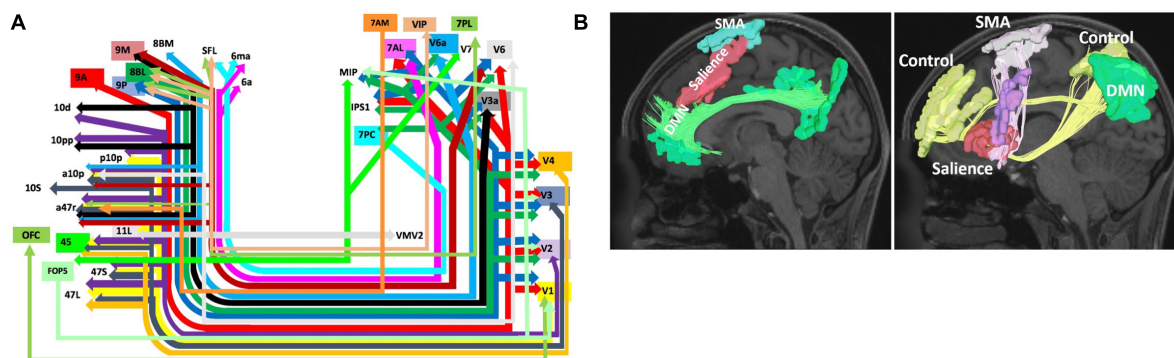 A
9M
8BM
8BL
9P
9A
SFL
6ma
6a
10d
10pp
p10p
a10p
10S
a47r
OFC
45
11L
FOP5
47S
47L
7AM
VIP
7PL
7AL
V6a
V7
V6
MIP
IPS1
V3a
7PC
V4
V3
VMV2
V2
V1
B
SMA
Salience
DMN
SMA
Control
Control
DMN
Salience